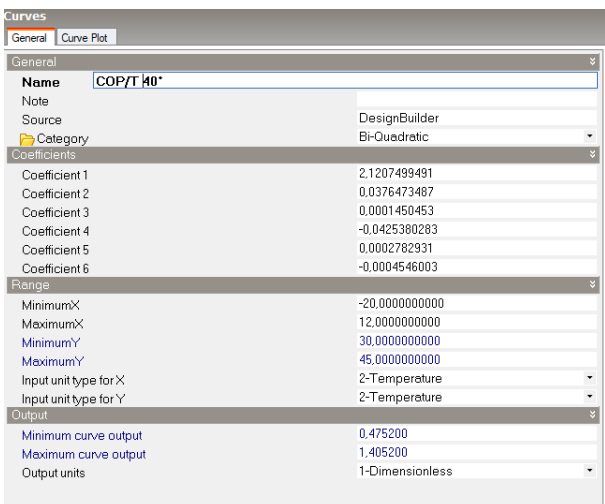 Curves
General Curve Plot
General
Name COP/T 40°
Note
Source DesignBuilder
Category Bi-Quadratic
Coefficients
Coefficient 1 2,1207499491
Coefficient 2 0,0376473487
Coefficient 3 0,0001450453
Coefficient 4 -0,0425380283
Coefficient 5 0,0002782931
Coefficient 6 -0,0004546003
Range
MinimumX -20,0000000000
MaximumX 12,0000000000
MinimumY 30,0000000000
MaximumY 45,0000000000
Input unit type for X 2-Temperature
Input unit type for Y 2-Temperature
Output
Minimum curve output 0,475200
Maximum curve output 1,405200
Output units 1-Dimensionless